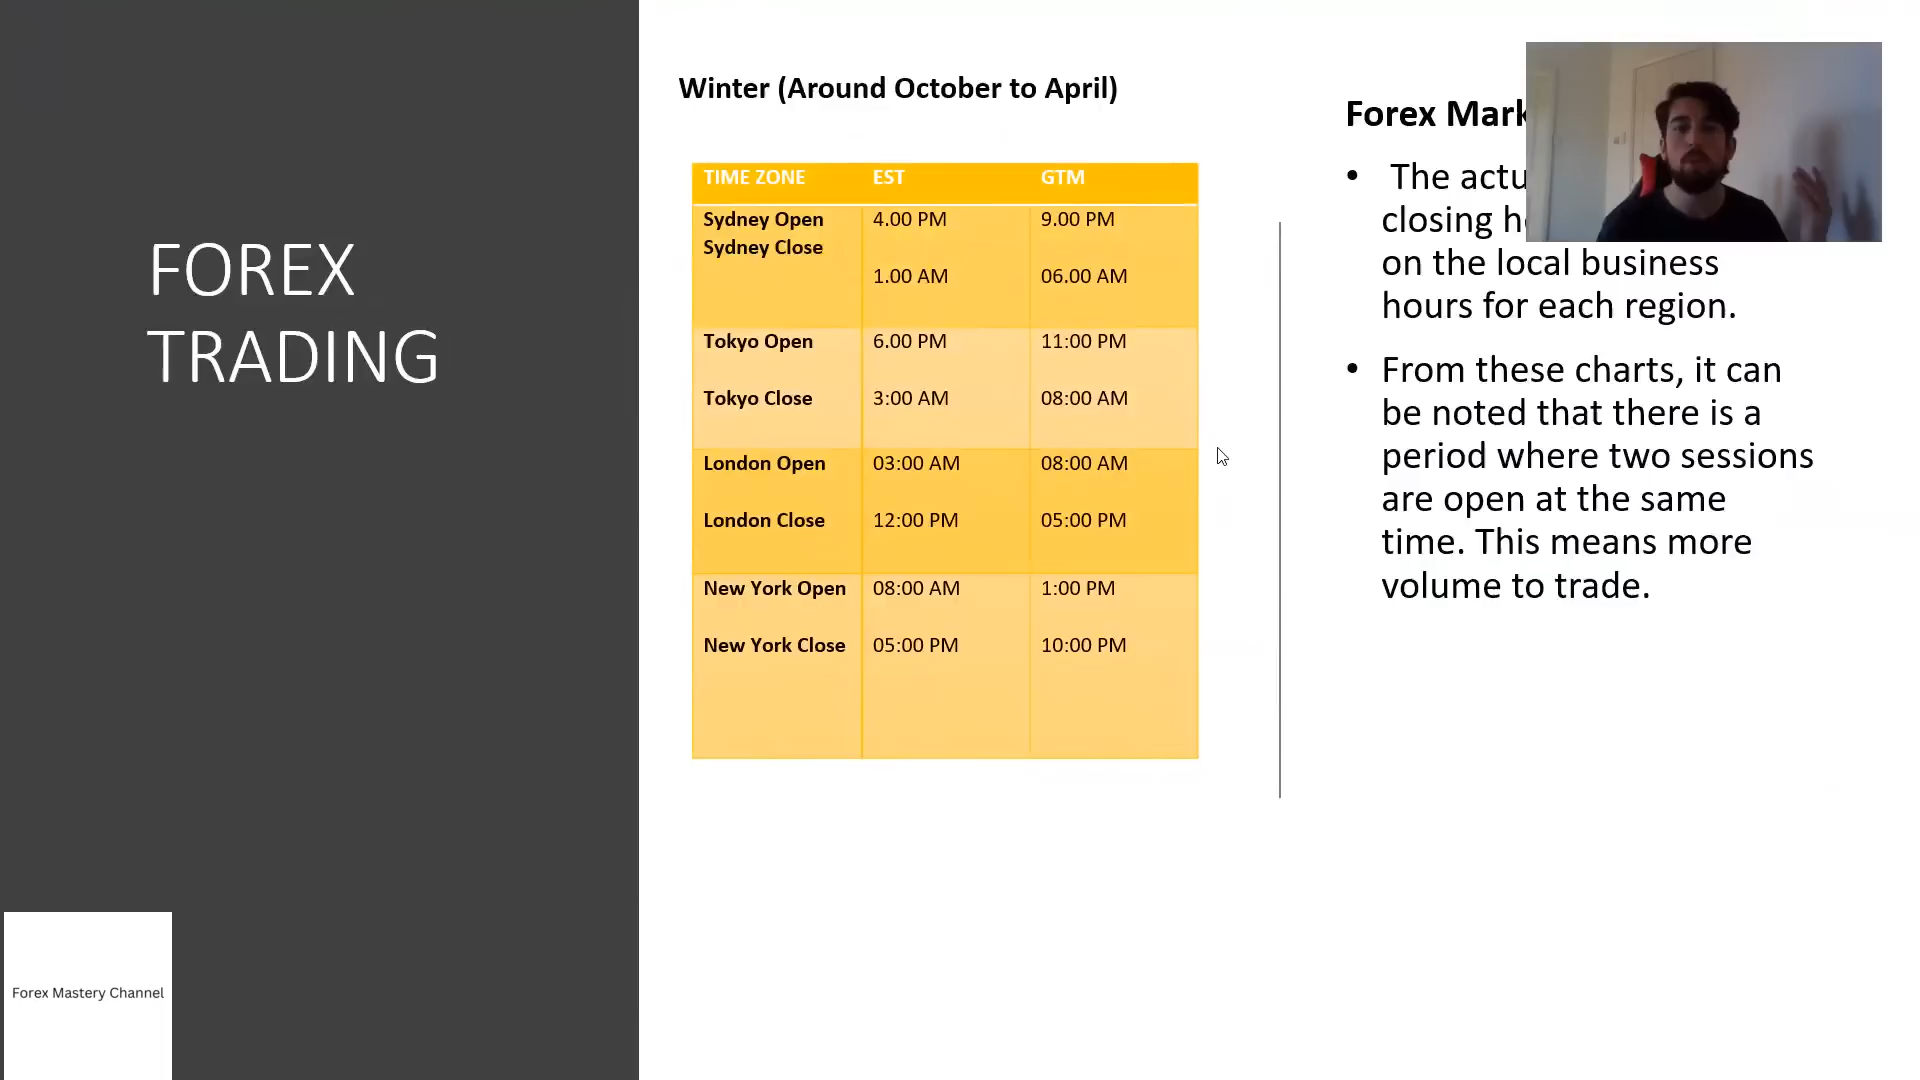 FOREX
TRADING
Winter (Around October to April)
TIME ZONE EST GTM
Sydney Open 4.00 PM 9.00 PM
Sydney Close
1.00 AM 06.00 AM
Tokyo Open 6.00 PM 11:00 PM
Tokyo Close 3:00 AM 08:00 AM
London Open 03:00 AM 08:00 AM
London Close 12:00 PM 05:00 PM
New York Open 08:00 AM 1:00 PM
New York Close 05:00 PM 10:00 PM
Forex
• The
closing
on the local business
hours for each region.
• From these charts, it can
be noted that there is a
period where two sessions
are open at the same
time. This means more
volume to trade.
Forex Mastery Channel